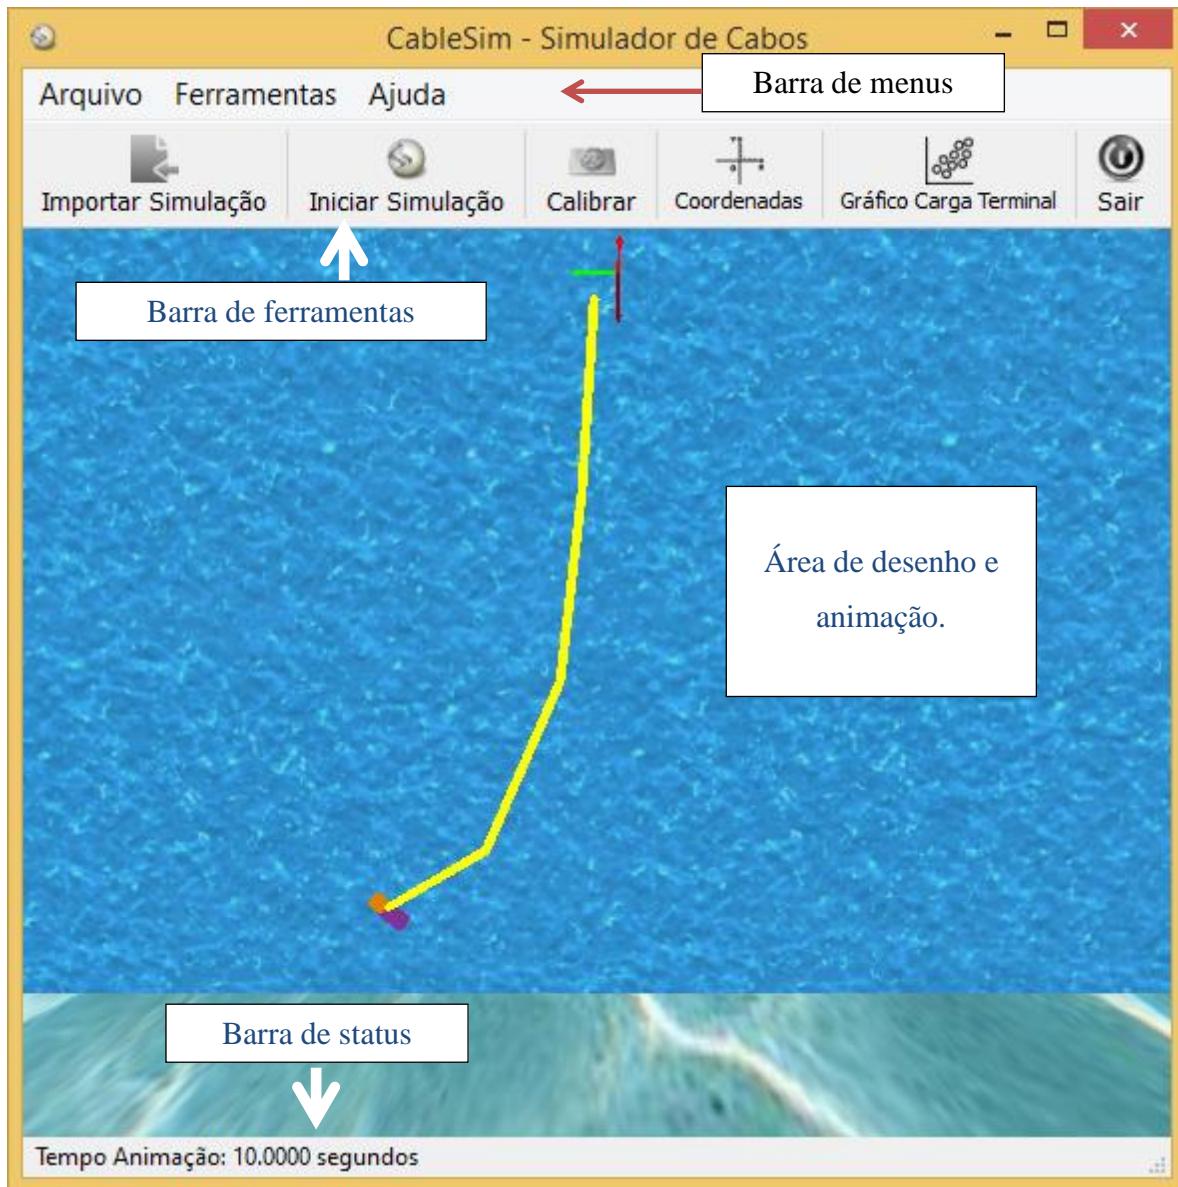 CableSim - Simulador de Cabos
Barra de menus
Arquivo Ferramentas Ajuda
Importar Simulação Iniciar Simulação Calibrar Coordenadas Gráfico Carga Terminal Sair
Barra de ferramentas
Área de desenho e
animação.
Barra de status
Tempo Animação: 10.0000 segundos